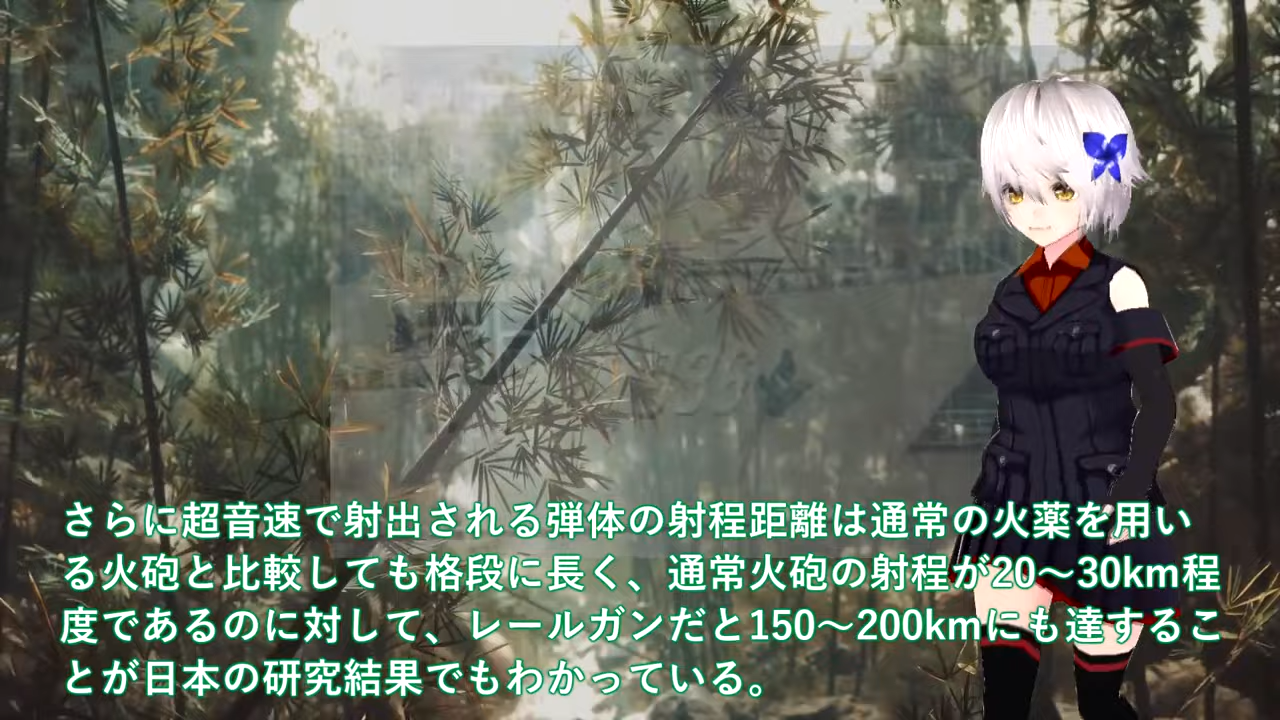 さらに超音速で射出される弾体の射程距離は通常の火薬を用い
る火砲と比較しても格段に長く、通常火砲の射程が20～30km程
度であるのに対して、レールガンだと150～200kmにも達するこ
とが日本の研究結果でもわかっている。